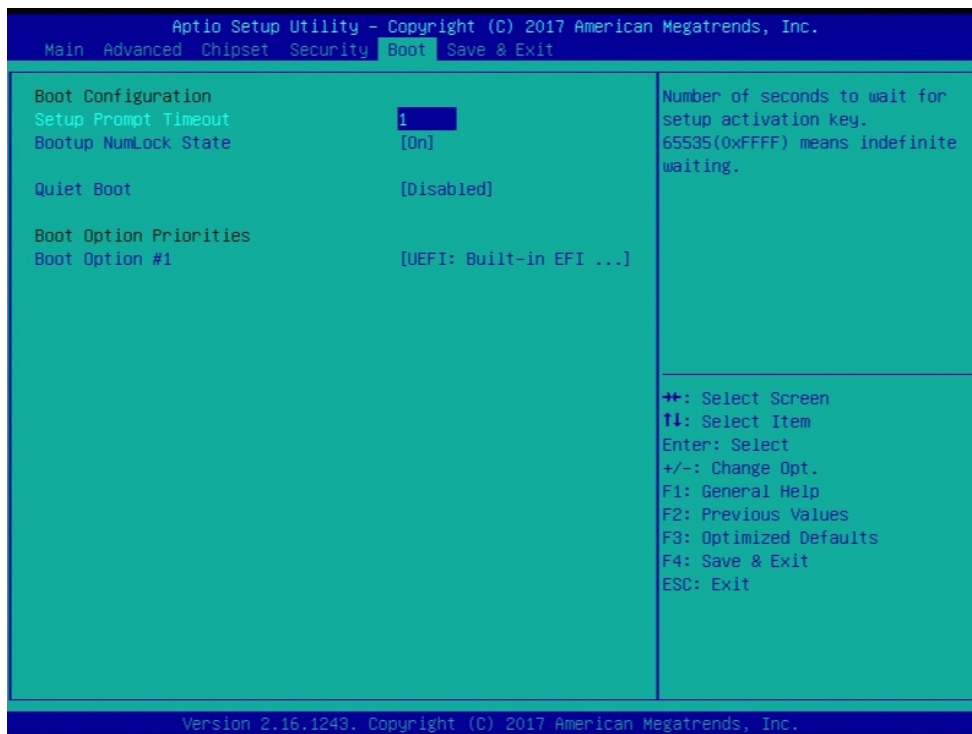 Aptio Setup Utility – Copyright (C) 2017 American Megatrends, Inc.
Main Advanced Chipset Security Boot Save & Exit
Boot Configuration
Setup Prompt Timeout 1
Bootup NumLock State [On]
Quiet Boot [Disabled]
Boot Option Priorities
Boot Option #1 [UEFI: Built-in EFI ...]
Number of seconds to wait for
setup activation key.
65535(0xFFFF) means indefinite
waiting.
→←: Select Screen
↑↓: Select Item
Enter: Select
+/-: Change Opt.
F1: General Help
F2: Previous Values
F3: Optimized Defaults
F4: Save & Exit
ESC: Exit
Version 2.16.1243. Copyright (C) 2017 American Megatrends, Inc.